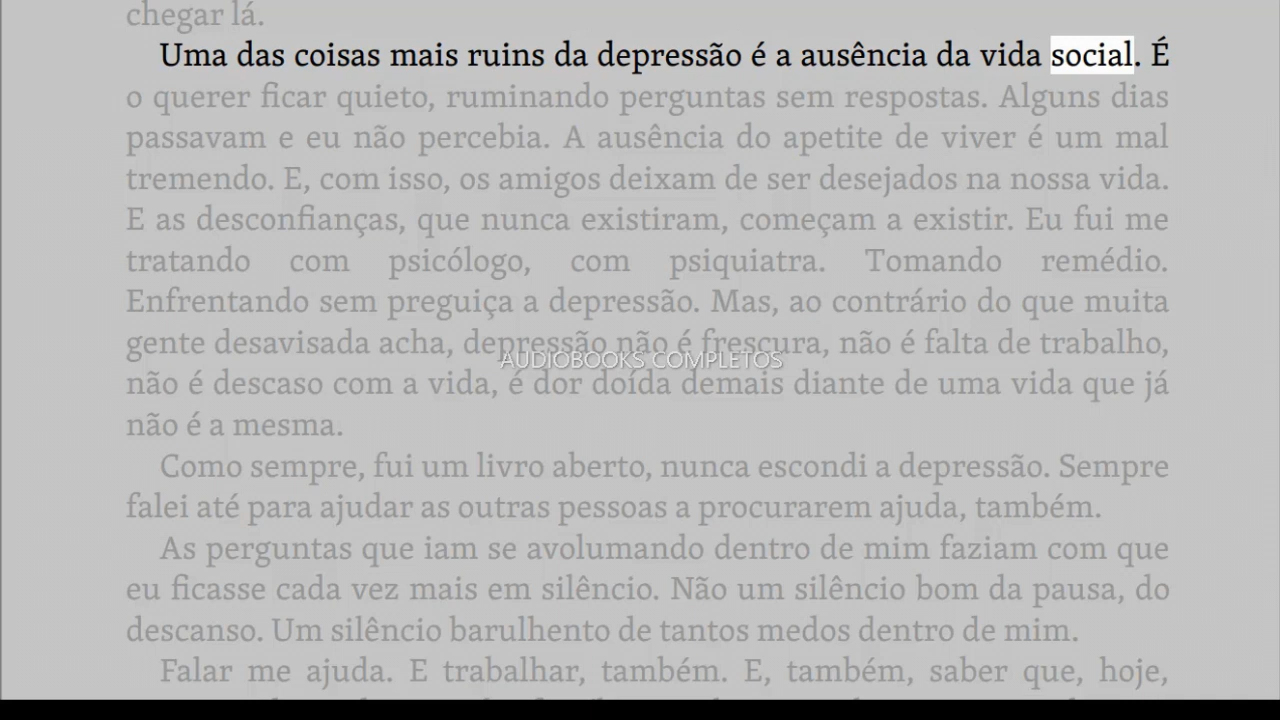 chegar lá.
Uma das coisas mais ruins da depressão é a ausência da vida social. É
o querer ficar quieto, ruminando perguntas sem respostas. Alguns dias
passavam e eu não percebia. A ausência do apetite de viver é um mal
tremendo. E, com isso, os amigos deixam de ser desejados na nossa vida.
E as desconfianças, que nunca existiram, começam a existir. Eu fui me
tratando com psicólogo, com psiquiatra. Tomando remédio.
Enfrentando sem preguiça a depressão. Mas, ao contrário do que muita
gente desavisada acha, depressão não é frescura, não é falta de trabalho,
AUDIOBOOKS COMPLETOS
não é descaso com a vida, é dor doída demais diante de uma vida que já
não é a mesma.
Como sempre, fui um livro aberto, nunca escondi a depressão. Sempre
falei até para ajudar as outras pessoas a procurarem ajuda, também.
As perguntas que iam se avolumando dentro de mim faziam com que
eu ficasse cada vez mais em silêncio. Não um silêncio bom da pausa, do
descanso. Um silêncio barulhento de tantos medos dentro de mim.
Falar me ajuda. E trabalhar, também. E, também, saber que, hoje,